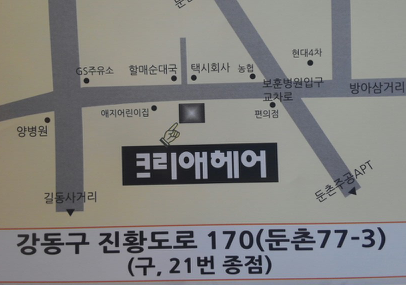 현대4차
GS주유소
할매순대국
택시회사
농협
보훈병원입구
교차로
방아삼거리
애지어린이집
편의점
양병원
크리애헤어
길동사거리
둔촌주공APT
강동구 진황도로 170(둔촌77-3)
(구, 21번 종점)